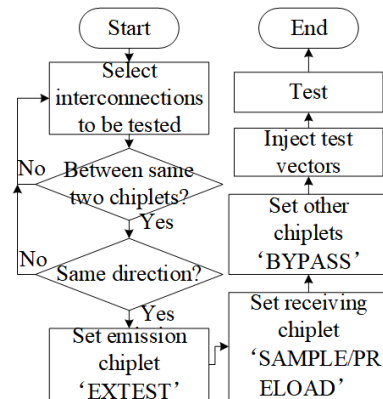 Start
Select
interconnections
to be tested
No
Between same
two chiplets?
Yes
No
Same direction?
Yes
Set emission
chiplet
‘EXTEST’
Set receiving
chiplet
‘SAMPLE/PR
ELOAD’
Set other
chiplets
‘BYPASS’
Inject test
vectors
Test
End